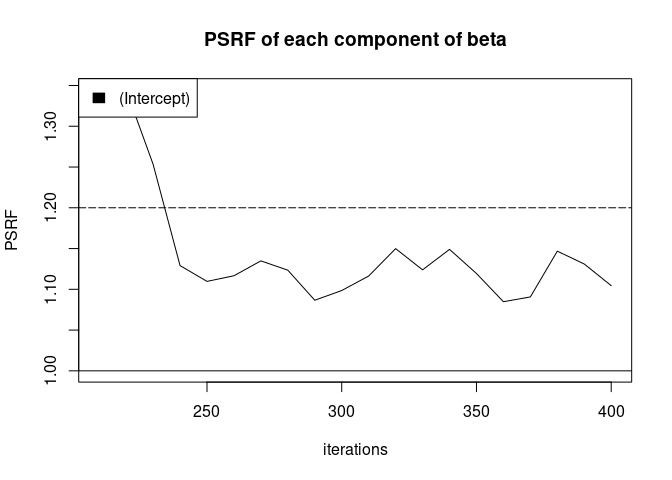 PSRF of each component of beta
(Intercept)
PSRF
1.30
1.20
1.10
1.00
250 300 350 400
iterations